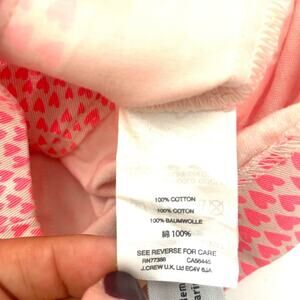 100% COTTON
100% COTON
100% BAUMWOLLE
綿 100%
SEE REVERSE FOR CARE
RN77388 CA56445
J.CREW U.K. Ltd EC4V 6JA